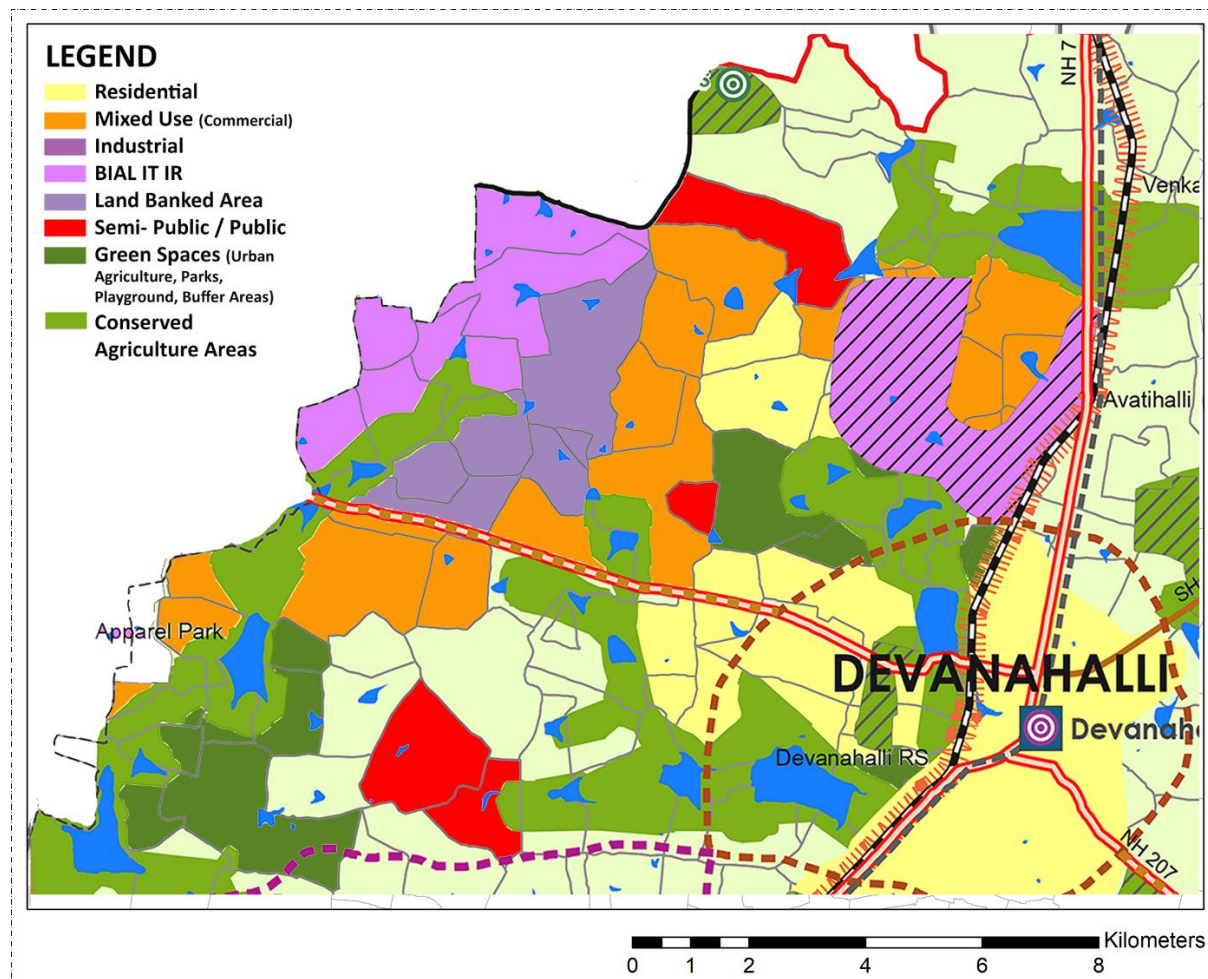 LEGEND
Residential
Mixed Use (Commercial)
Industrial
BIAL IT IR
Land Banked Area
Semi- Public / Public
Green Spaces (Urban
Agriculture, Parks,
Playground, Buffer Areas)
Conserved
Agriculture Areas
NH 7
Venka
Avatihalli
SH
Apparel Park
DEVANAHALLI
Devanah
Devanahalli RS
NH 207
Kilometers
0 1 2 4 6 8